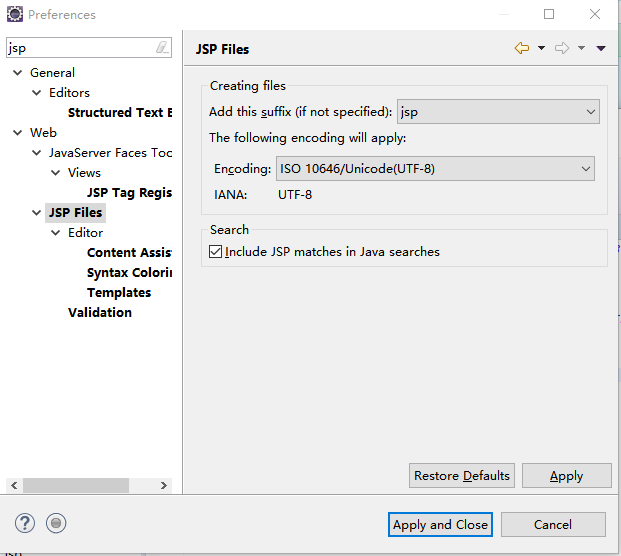 Preferences
jsp
General
Editors
Structured Text E
Web
JavaServer Faces Too
Views
JSP Tag Regis
JSP Files
Editor
Content Assis
Syntax Colorin
Templates
Validation
JSP Files
Creating files
Add this suffix (if not specified): jsp
The following encoding will apply:
Encoding: ISO 10646/Unicode(UTF-8)
IANA: UTF-8
Search
Include JSP matches in Java searches
Restore Defaults Apply
Apply and Close Cancel